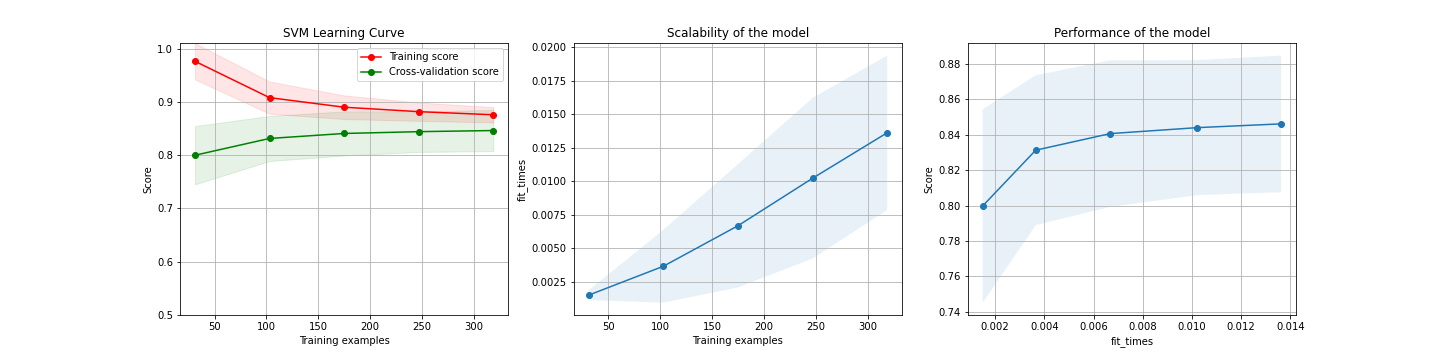 SVM Learning Curve
Training score
Cross-validation score
1.0
0.9
0.8
0.7
0.6
0.5
Score
50 100 150 200 250 300
Training examples
Scalability of the model
0.0200
0.0175
0.0150
0.0125
0.0100
0.0075
0.0050
0.0025
fit_times
50 100 150 200 250 300
Training examples
Performance of the model
0.88
0.86
0.84
0.82
0.80
0.78
0.76
0.74
Score
0.002 0.004 0.006 0.008 0.010 0.012 0.014
fit_times